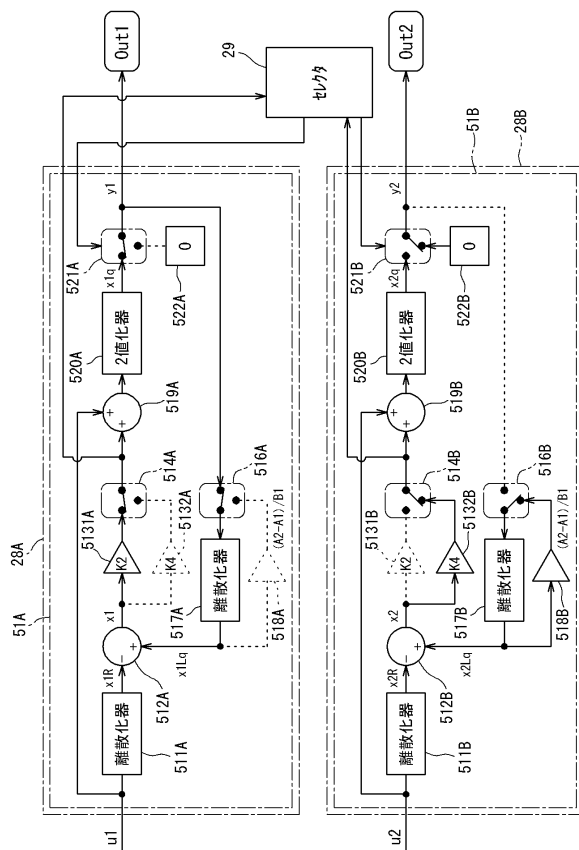 28A
51A
u1
離散化器
511A
x1R
−
+
512A
x1
x1Lq
K2
5131A
K4
5132A
514A
離散化器
517A
516A
518A
(A2-A1)/B1
+
+
519A
2値化器
520A
x1q
521A
0
522A
y1
Out1
29
セレクタ
28B
51B
u2
離散化器
511B
x2R
−
+
512B
x2
x2Lq
K2
5131B
K4
5132B
514B
離散化器
517B
516B
518B
(A2-A1)/B1
+
+
519B
2値化器
520B
x2q
521B
0
522B
y2
Out2